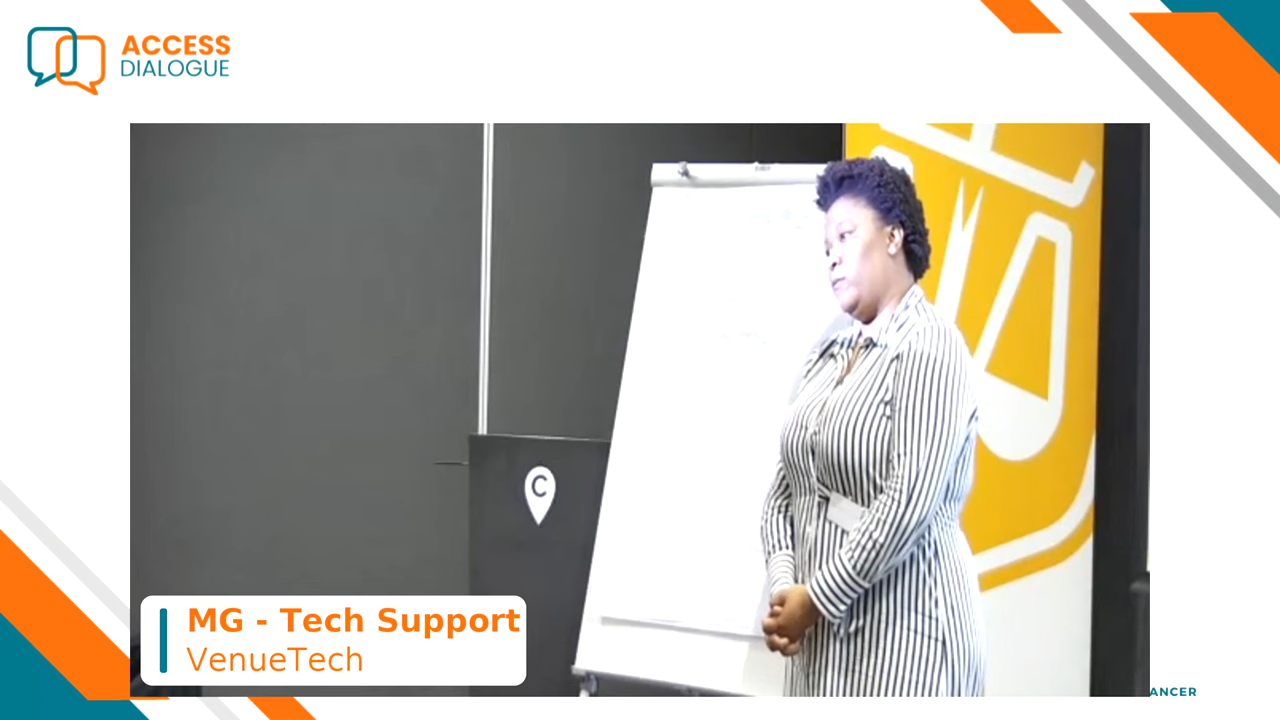 ACCESS
DIALOGUE
C
MG - Tech Support
VenueTech
ANCER